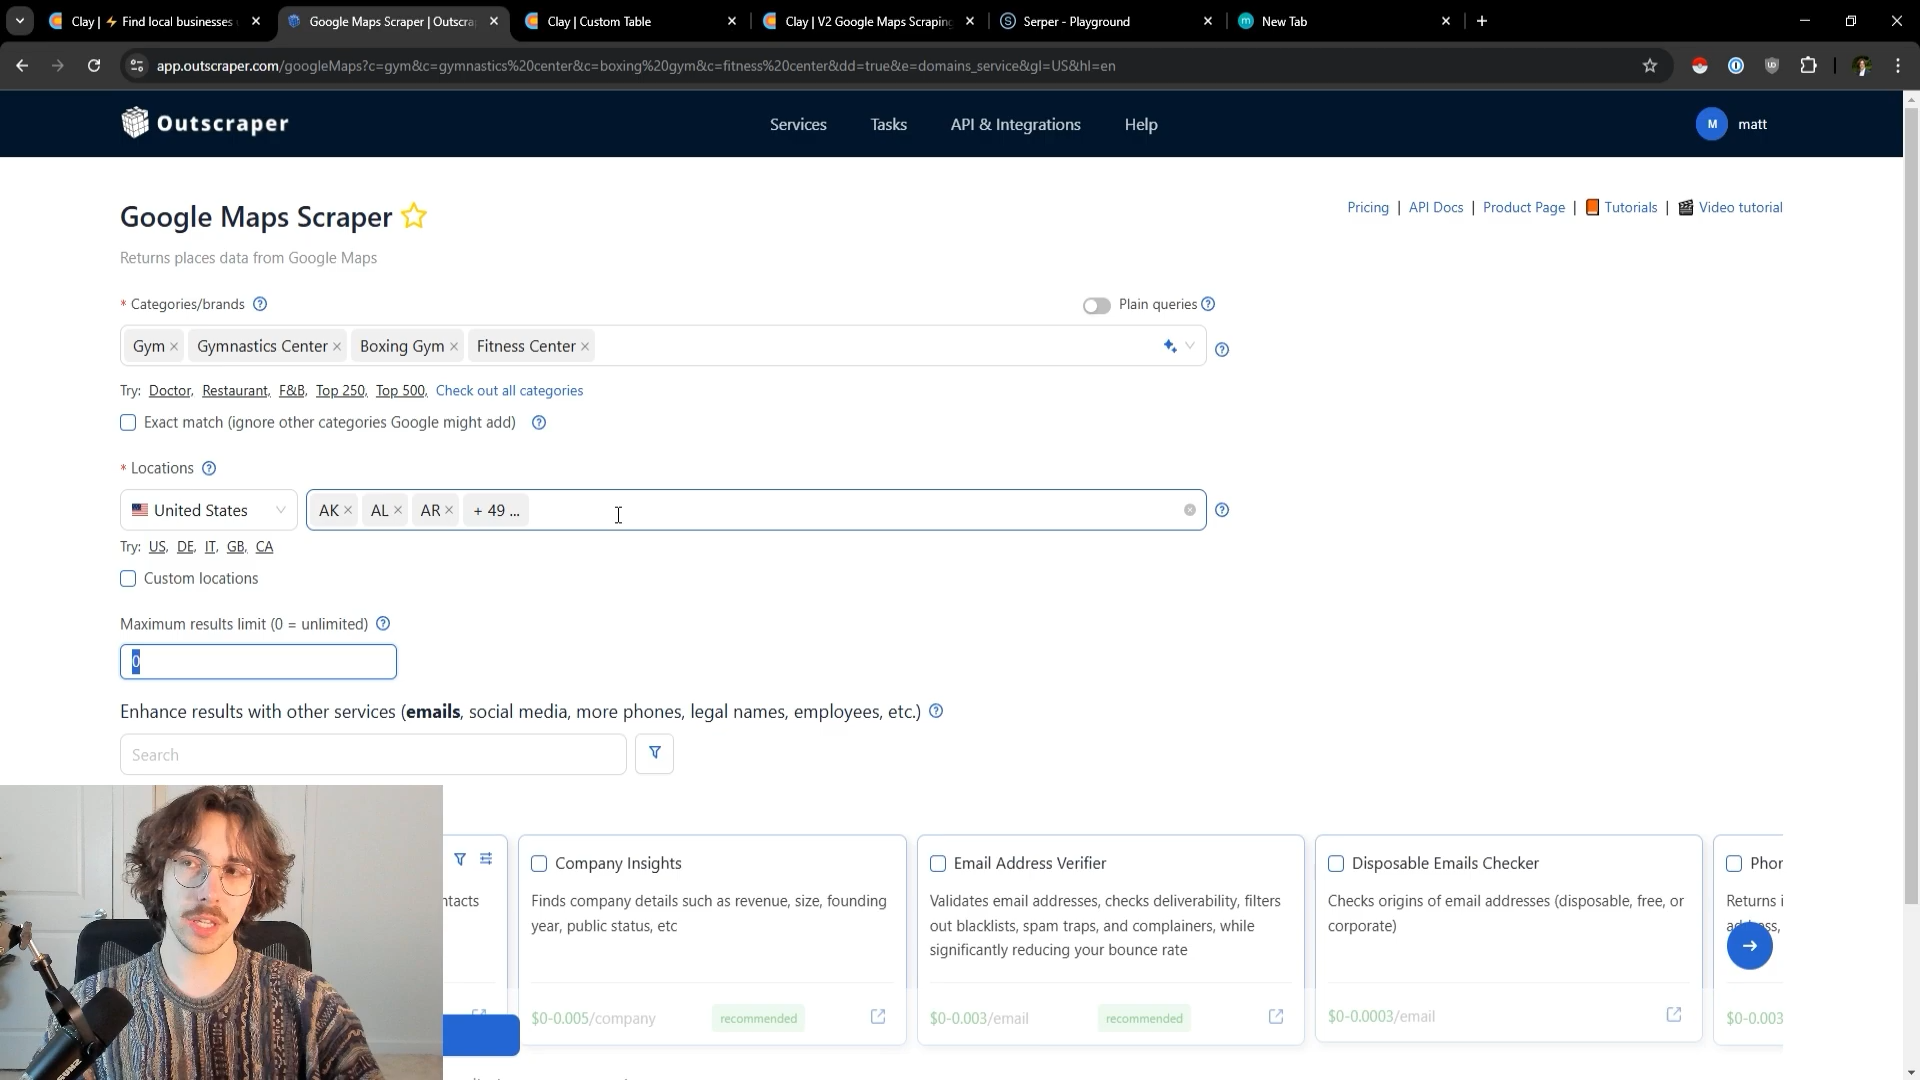 Clay | ⚡ Find local businesses
Google Maps Scraper | Outscra
Clay | Custom Table
Clay | V2 Google Maps Scraping
Serper - Playground
New Tab
app.outscraper.com/googleMaps?c=gym&c=gymnastics%20center&c=boxing%20gym&c=fitness%20center&dd=true&e=domains_service&gl=US&hl=en
Outscraper
Services
Tasks
API & Integrations
Help
M
matt
Google Maps Scraper
Pricing | API Docs | Product Page | Tutorials | Video tutorial
Returns places data from Google Maps
* Categories/brands
Plain queries
Gym × Gymnastics Center × Boxing Gym × Fitness Center ×
Try: Doctor, Restaurant, F&B, Top 250, Top 500, Check out all categories
Exact match (ignore other categories Google might add)
* Locations
United States
AK × AL × AR × + 49 ...
Try: US, DE, IT, GB, CA
Custom locations
Maximum results limit (0 = unlimited)
0
Enhance results with other services (emails, social media, more phones, legal names, employees, etc.)
Search
ntacts
Company Insights
Finds company details such as revenue, size, founding
year, public status, etc
$0-0.005/company
recommended
Email Address Verifier
Validates email addresses, checks deliverability, filters
out blacklists, spam traps, and complainers, while
significantly reducing your bounce rate
$0-0.003/email
recommended
Disposable Emails Checker
Checks origins of email addresses (disposable, free, or
corporate)
$0-0.0003/email
Phor
Returns i
$0-0.003